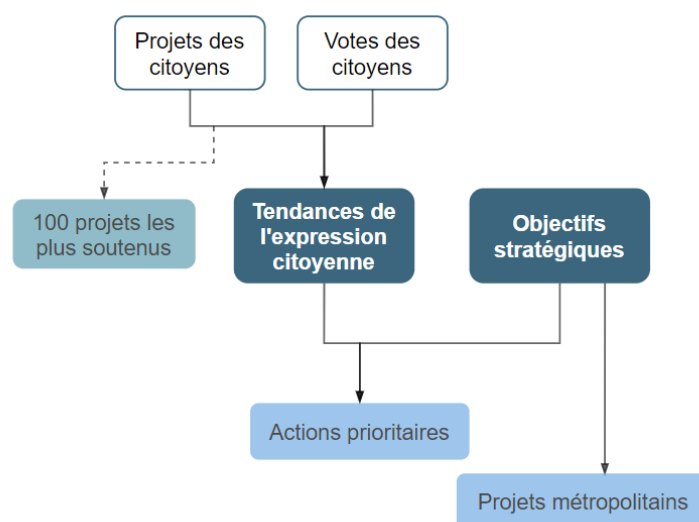 Projets des
citoyens
Votes des
citoyens
100 projets les
plus soutenus
Tendances de
l'expression
citoyenne
Objectifs
stratégiques
Actions prioritaires
Projets métropolitains